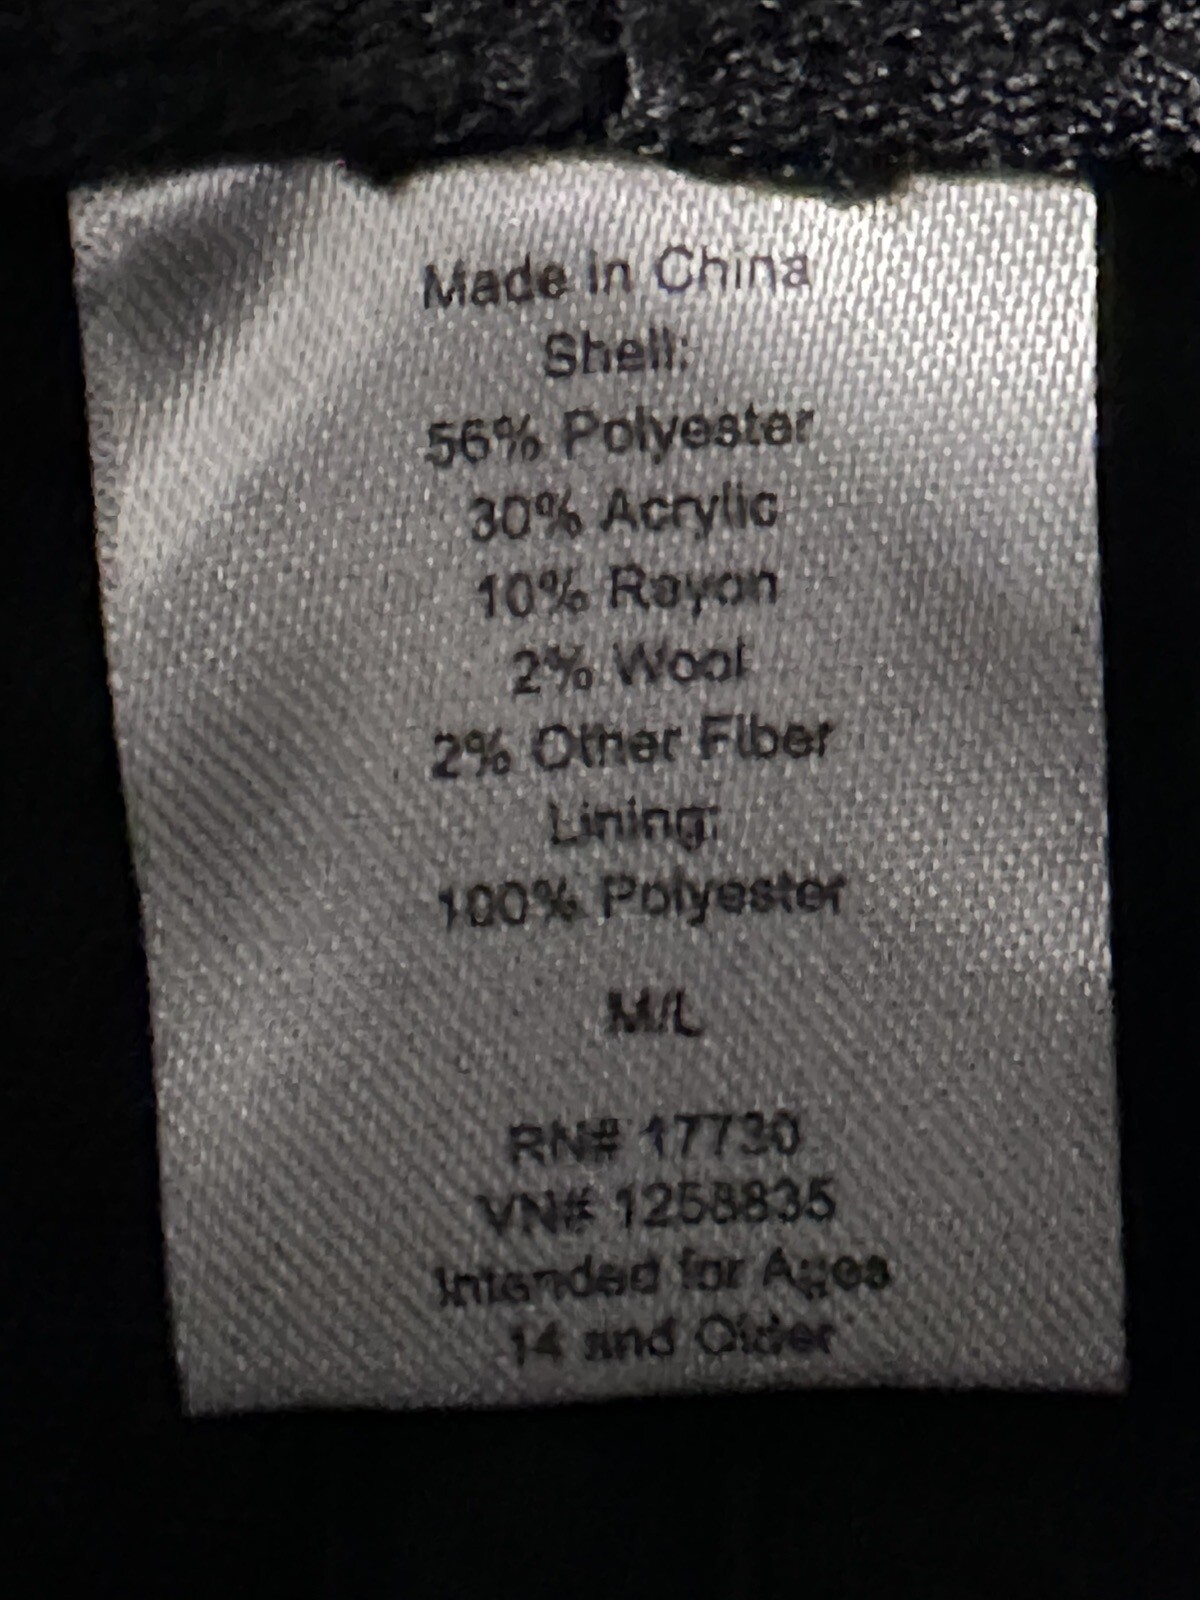 Made in China
Shell:
56% Polyester
30% Acrylic
10% Rayon
2% Wool
2% Other Fiber
Lining:
100% Polyester
M/L
RN# 17730
VN# 1258835
Intended for Ages
14 and Older